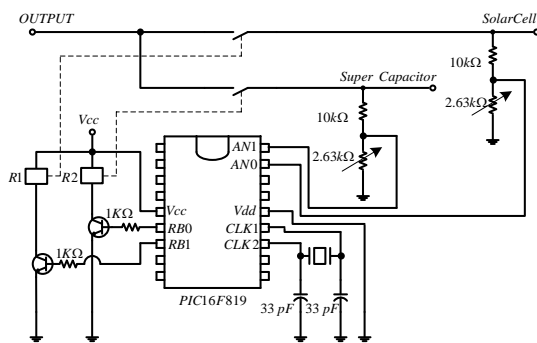 OUTPUT
SolarCell
10kΩ
Super Capacitor
2.63kΩ
10kΩ
Vcc
2.63kΩ
AN1
AN0
R1
R2
Vcc
Vdd
1KΩ
RB0
CLK1
1KΩ
RB1
CLK2
PIC16F819
33 pF
33 pF